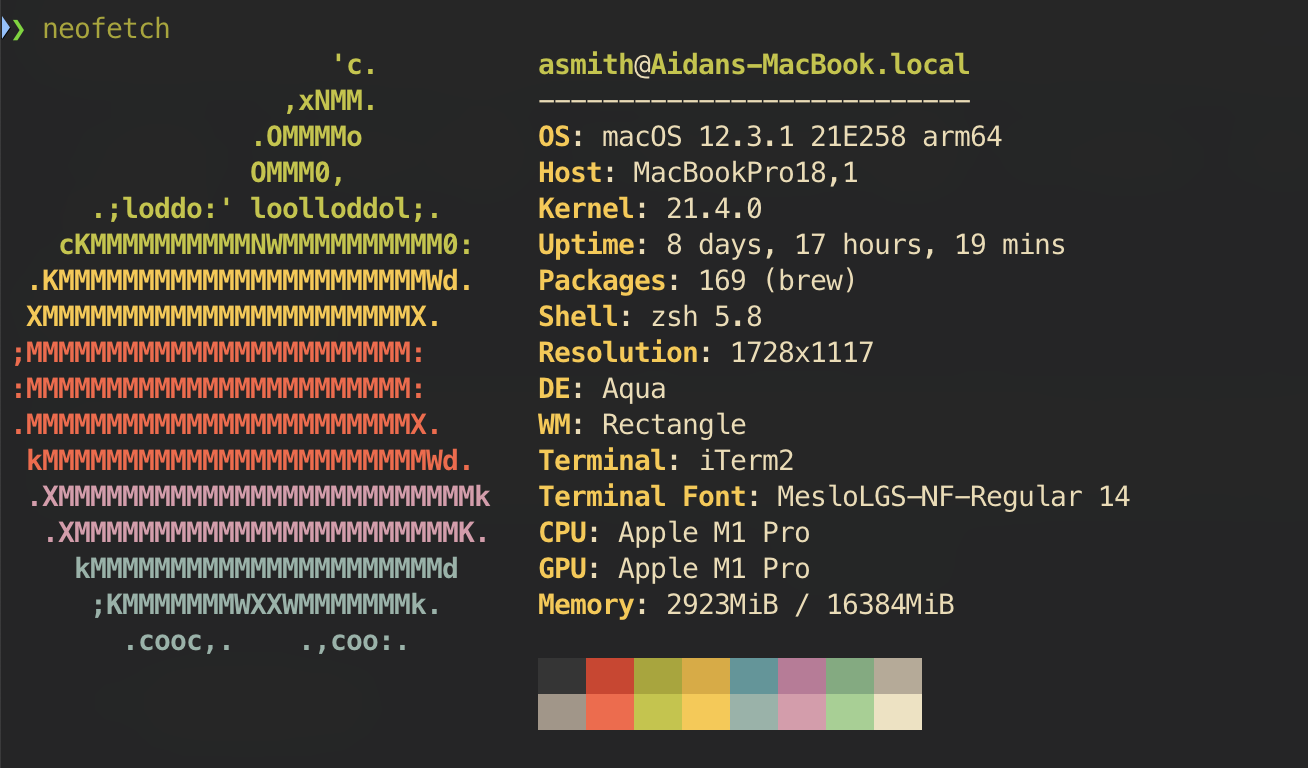 ❯ neofetch
'c. asmith@Aidans-MacBook.local
,xNMM. ---------------------------
.OMMMMo OS: macOS 12.3.1 21E258 arm64
OMMM0, Host: MacBookPro18,1
.;loddo:' loolloddol;. Kernel: 21.4.0
cKMMMMMMMMMMNWMMMMMMMMMM0: Uptime: 8 days, 17 hours, 19 mins
.KMMMMMMMMMMMMMMMMMMMMMMMWd. Packages: 169 (brew)
XMMMMMMMMMMMMMMMMMMMMMMMX. Shell: zsh 5.8
;MMMMMMMMMMMMMMMMMMMMMMMM: Resolution: 1728x1117
:MMMMMMMMMMMMMMMMMMMMMMMM: DE: Aqua
.MMMMMMMMMMMMMMMMMMMMMMMMX. WM: Rectangle
kMMMMMMMMMMMMMMMMMMMMMMMMWd. Terminal: iTerm2
.XMMMMMMMMMMMMMMMMMMMMMMMMMMk Terminal Font: MesloLGS-NF-Regular 14
.XMMMMMMMMMMMMMMMMMMMMMMMMK. CPU: Apple M1 Pro
kMMMMMMMMMMMMMMMMMMMMMMd GPU: Apple M1 Pro
;KMMMMMMMWXXWMMMMMMMk. Memory: 2923MiB / 16384MiB
.cooc,. .,coo:.